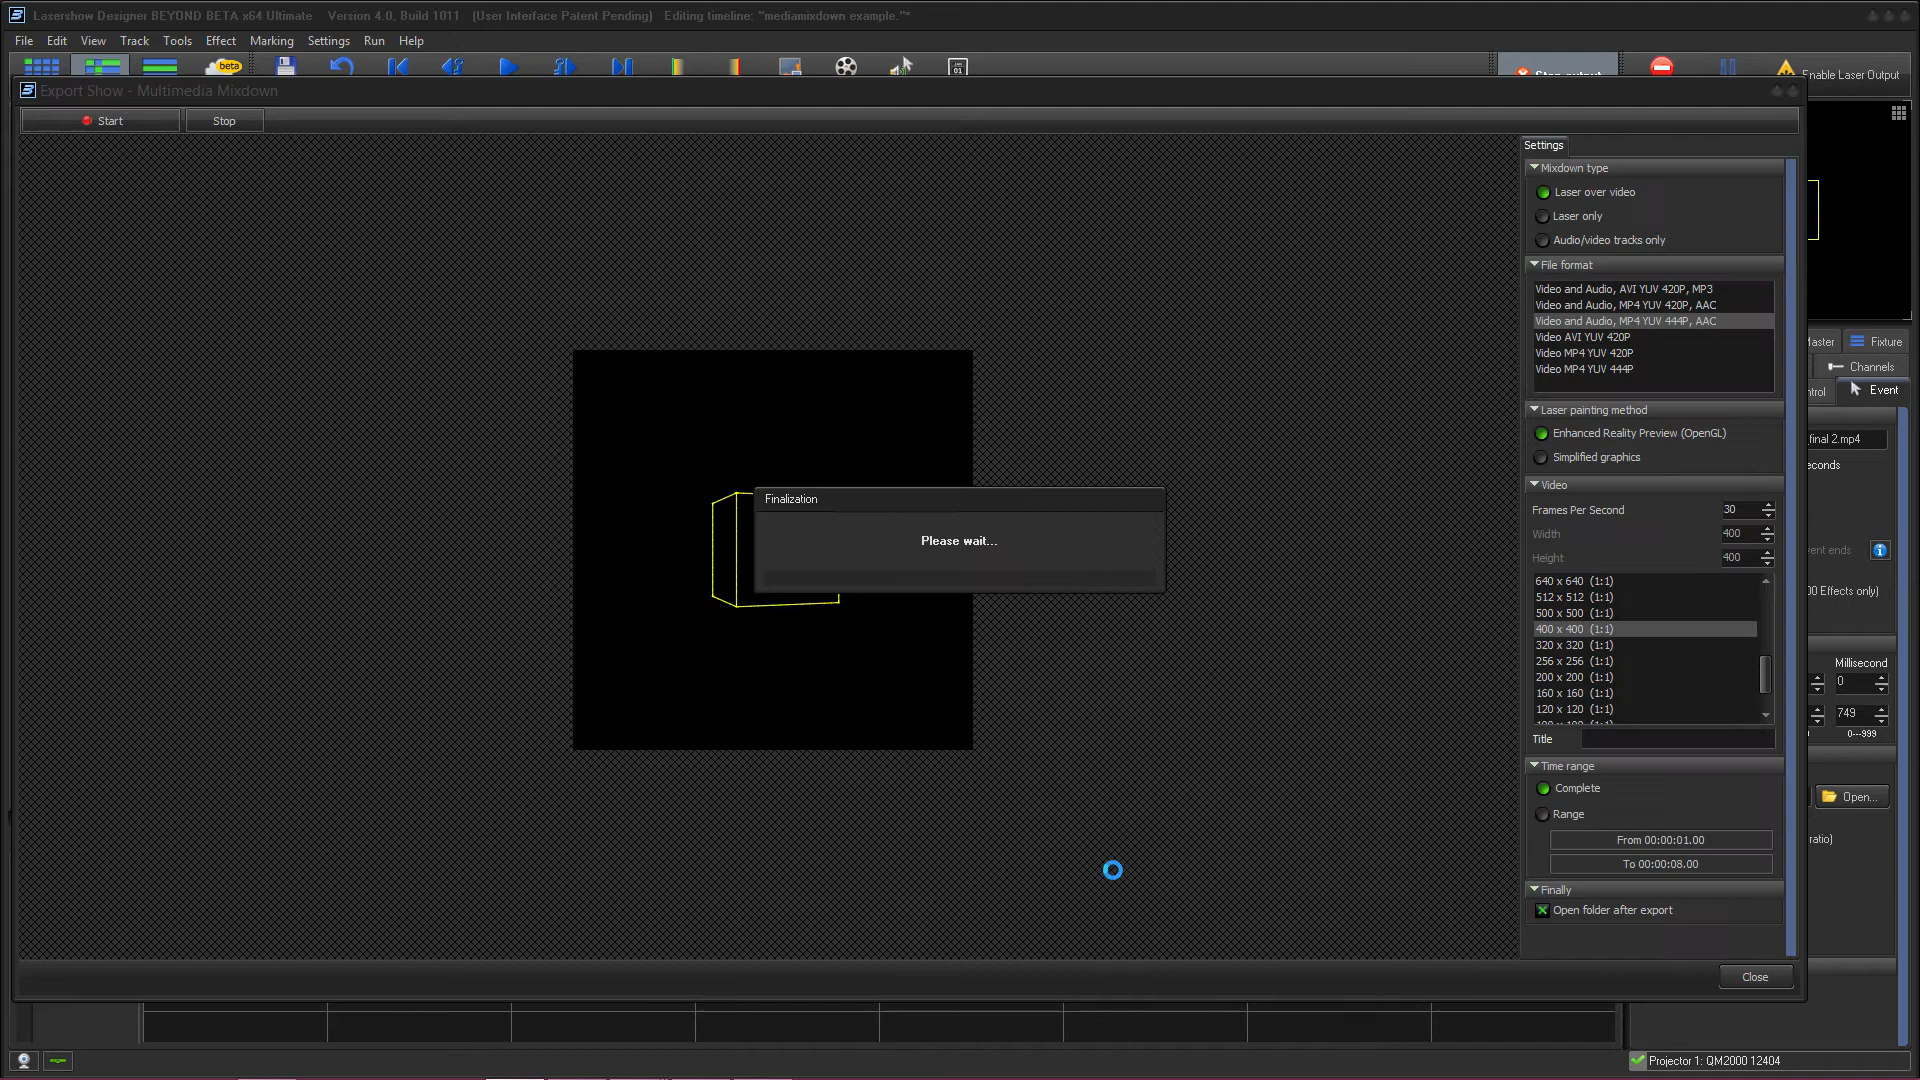 Lasershow Designer BEYOND BETA x64 Ultimate Version 4.0, Build 1011 (User Interface Patent Pending) Editing timeline: "mediamixdown example."*
File Edit View Track Tools Effect Marking Settings Run Help
beta
01
Enable Laser Output
Export Show - Multimedia Mixdown
Start Stop
Settings
Mixdown type
Laser over video
Laser only
Audio/video tracks only
File format
Video and Audio, AVI YUV 420P, MP3
Video and Audio, MP4 YUV 420P, AAC
Video and Audio, MP4 YUV 444P, AAC
Video AVI YUV 420P
Video MP4 YUV 420P
Video MP4 YUV 444P
Laser painting method
Enhanced Reality Preview (OpenGL)
Simplified graphics
Video
Frames Per Second 30
Width 400
Height 400
640 x 640 (1:1)
512 x 512 (1:1)
500 x 500 (1:1)
400 x 400 (1:1)
320 x 320 (1:1)
256 x 256 (1:1)
200 x 200 (1:1)
160 x 160 (1:1)
120 x 120 (1:1)
Title
Time range
Complete
Range
From 00:00:01.00
To 00:00:08.00
Finally
Open folder after export
Close
Finalization
Please wait...
Fixture
Channels
Event
final 2.mp4
vent ends
Effects only)
Millisecond
0
749
0---999
Open...
ratio)
Projector 1: QM2000 12404